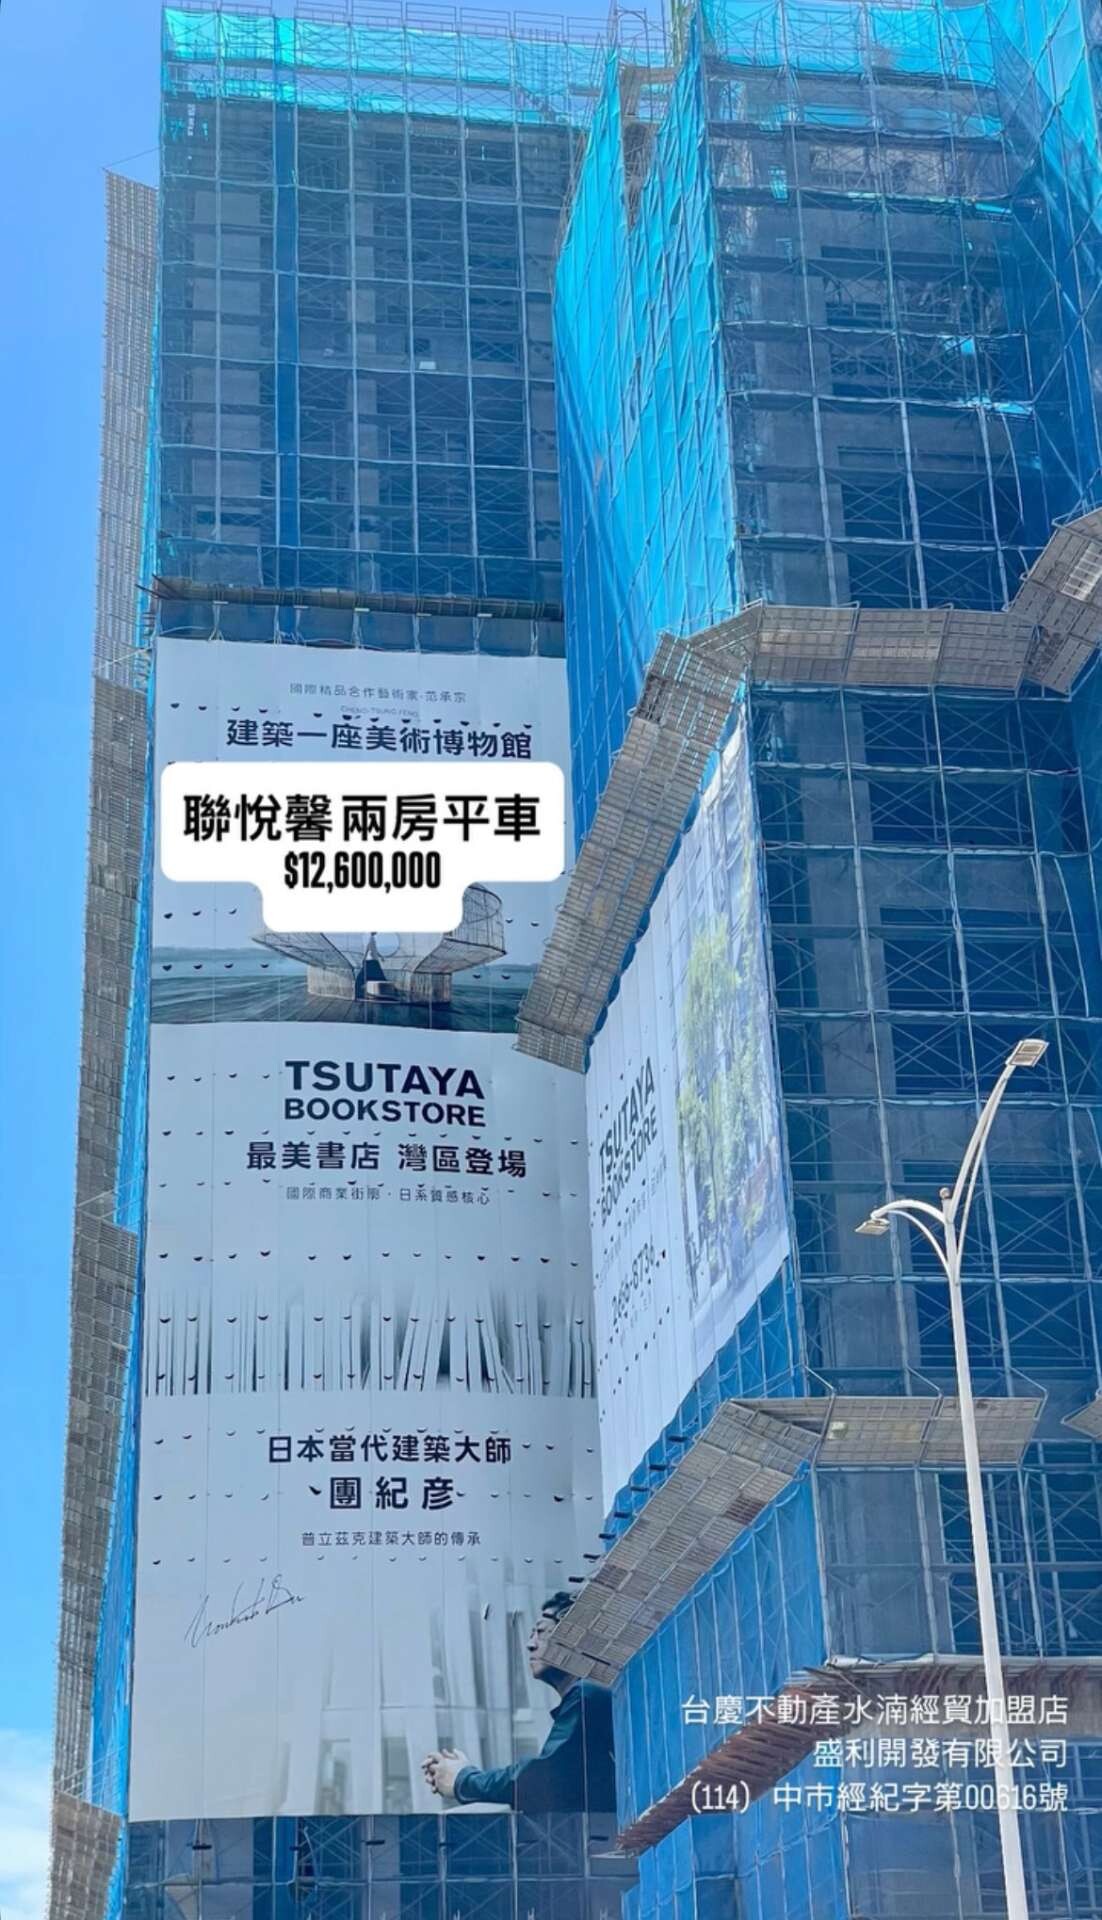 國際精品合作藝術家·范承宗
CHENG-TSUNG FENG
建築一座美術博物館
聯悅馨 兩房平車
$12,600,000
TSUTAYA
BOOKSTORE
最美書店 灣區登場
國際商業街廓·日系質感核心
TSUTAYA
BOOKSTORE
日本當代建築大師
團紀彦
普立茲克建築大師的傳承
台慶不動產水湳經貿加盟店
盛利開發有限公司
（114）中市經紀字第00616號